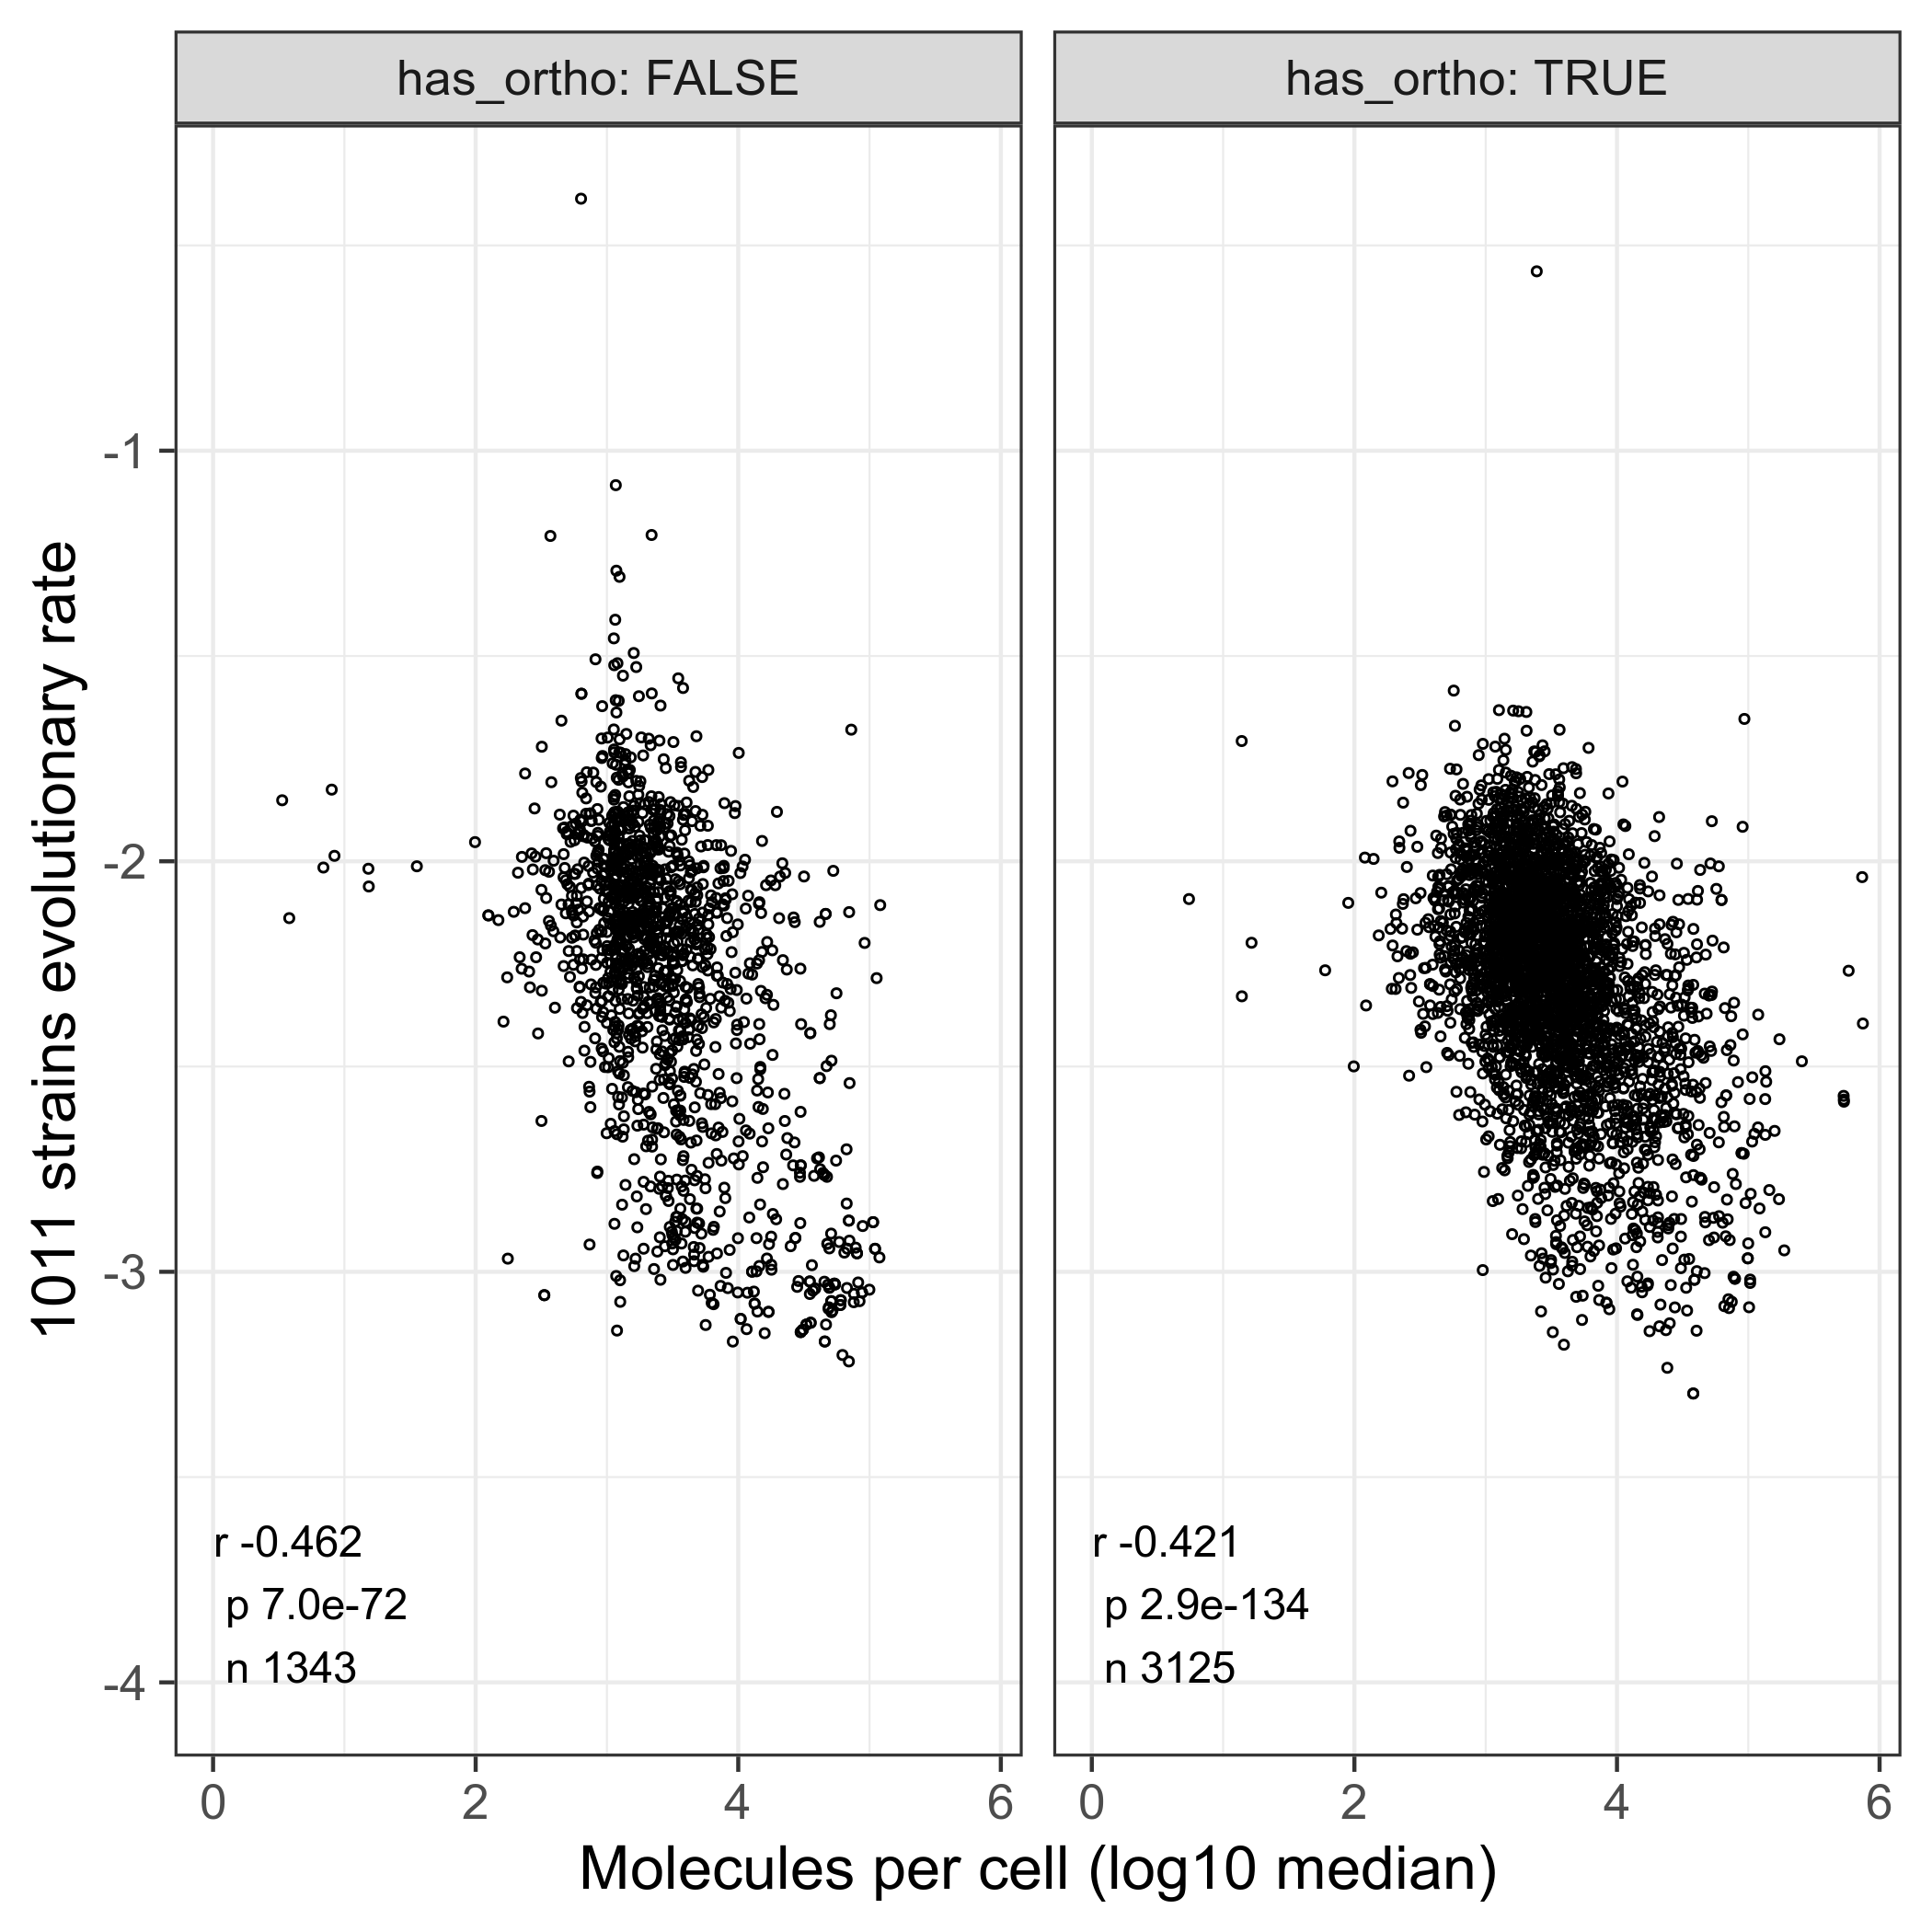 has_ortho: FALSE
has_ortho: TRUE
1011 strains evolutionary rate
-1
-2
-3
-4
r -0.462
p 7.0e-72
n 1343
r -0.421
p 2.9e-134
n 3125
0 2 4 6
0 2 4 6
Molecules per cell (log10 median)